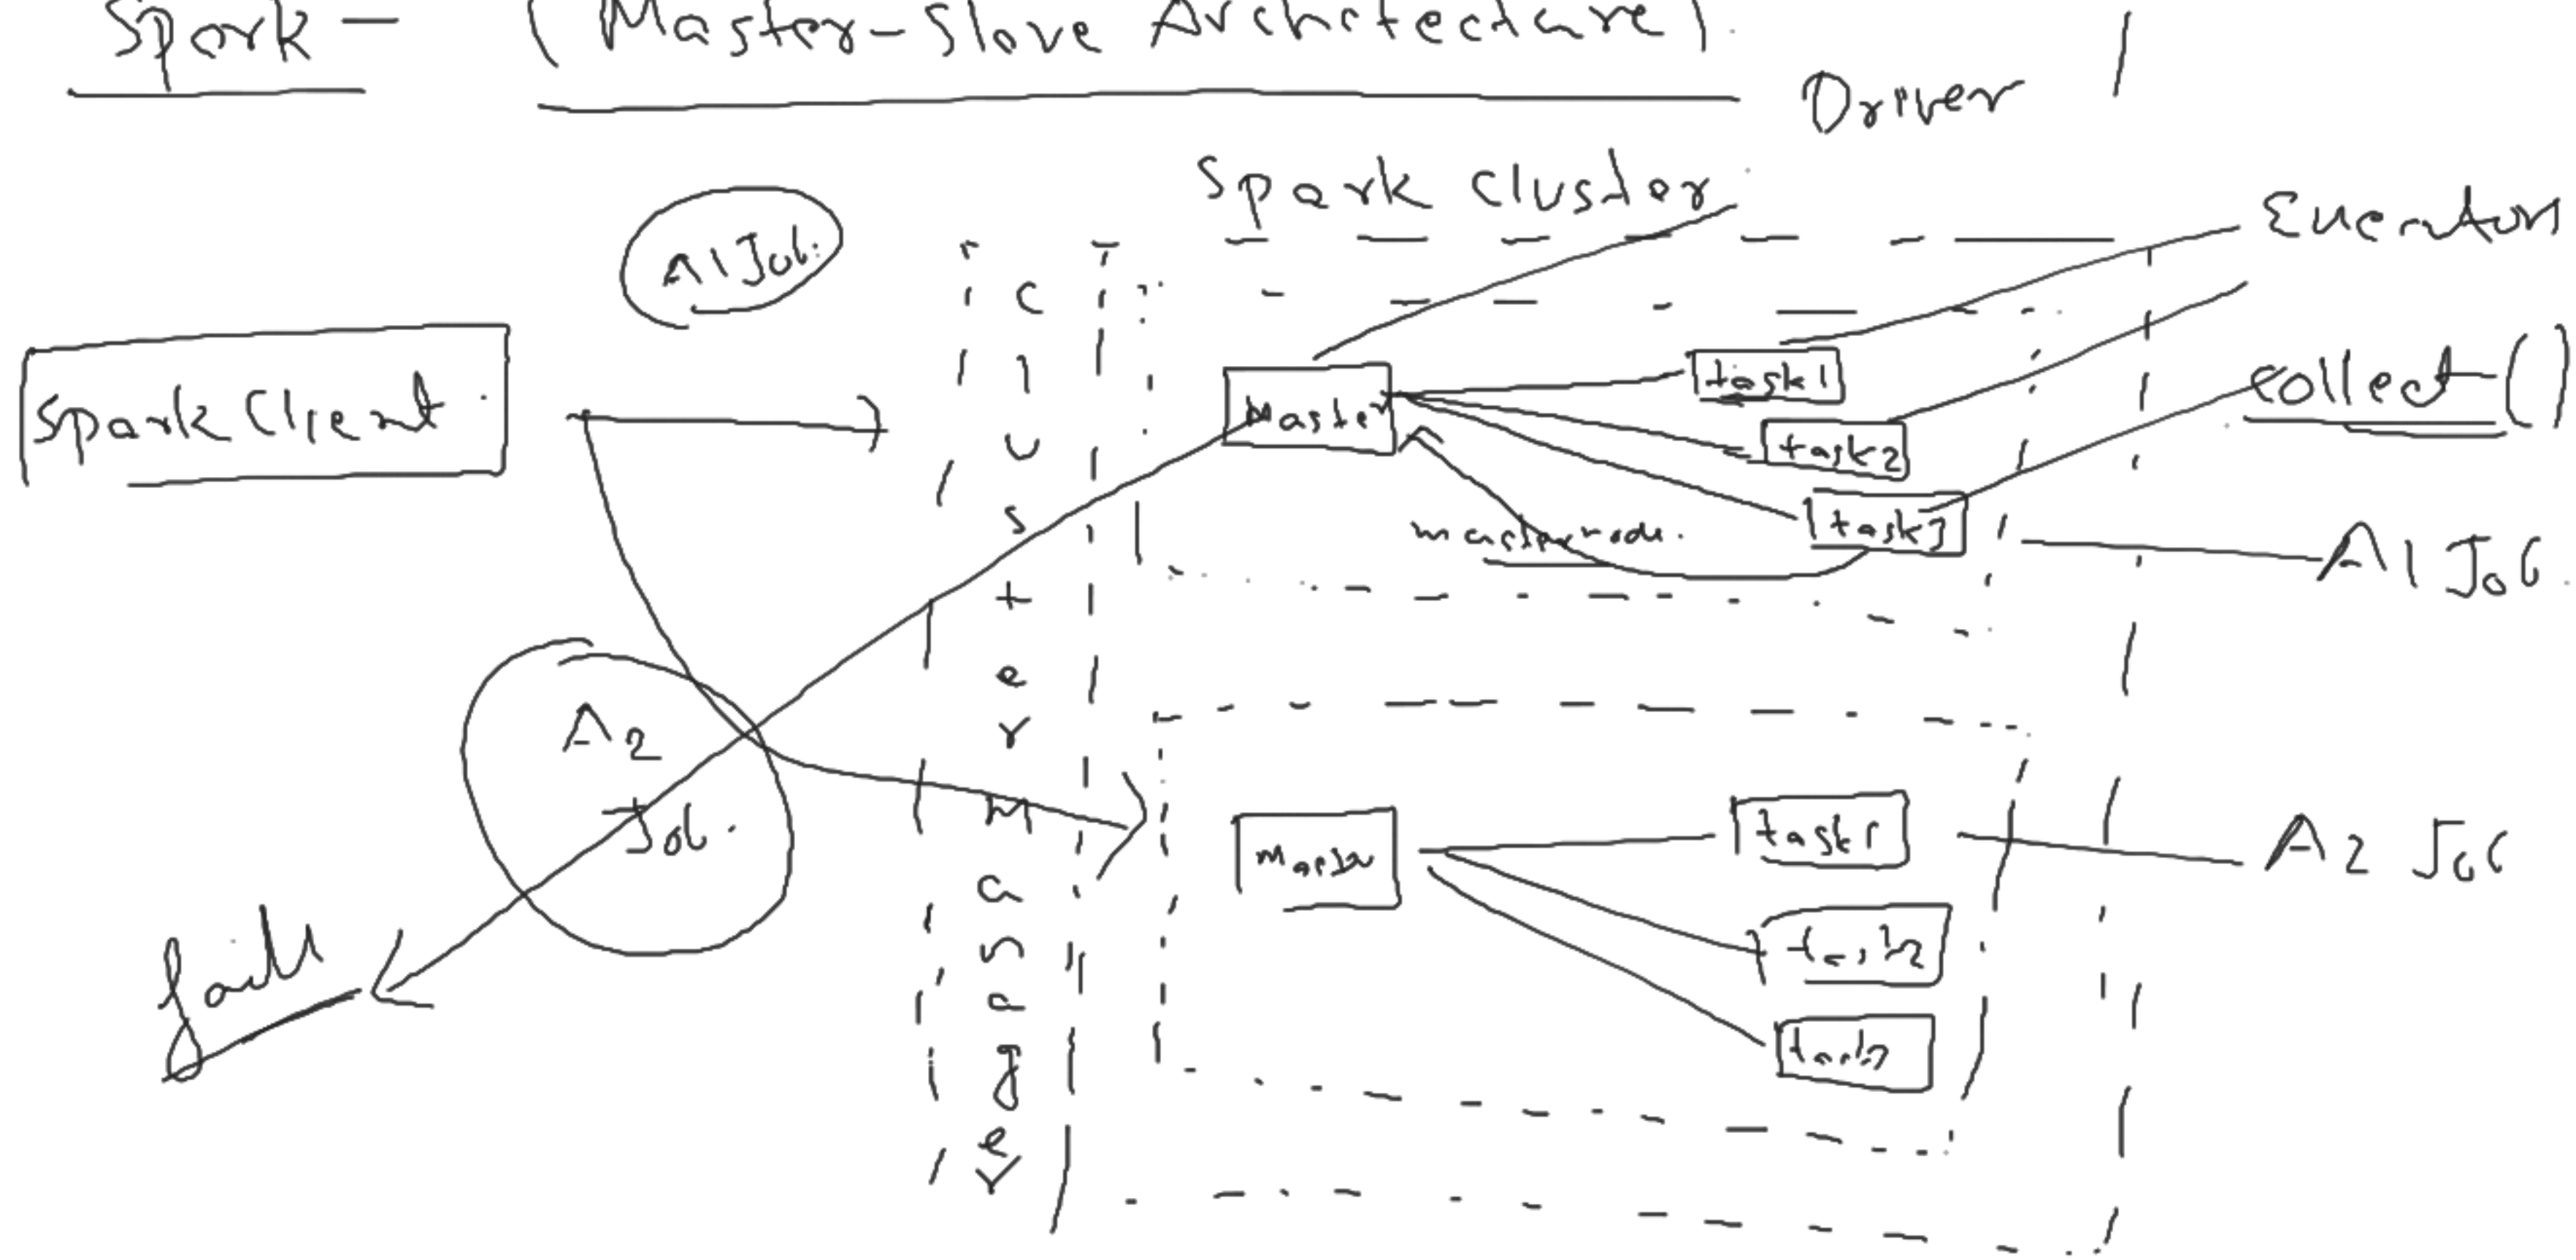 Spark - (Master-Slave Architecture)
Driver
Spark Cluster
Executors
A1 Job.
Cluster Manager
Spark Client.
Master
task1
task2
task3
collect()
masternode.
A1 Job
A2
Job.
Master
task1
task2
task3
A2 Job